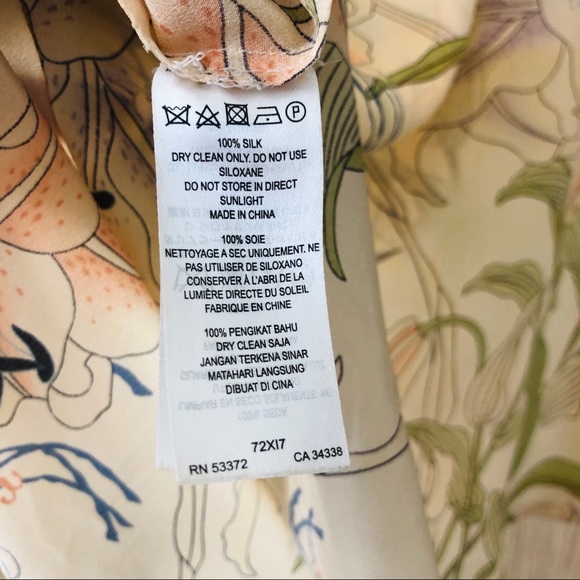 100% SILK
DRY CLEAN ONLY. DO NOT USE
SILOXANE
DO NOT STORE IN DIRECT
SUNLIGHT
MADE IN CHINA
100% SOIE
NETTOYAGE A SEC UNIQUEMENT. NE
PAS UTILISER DE SILOXANO
CONSERVER À L'ABRI DE LA
LUMIÈRE DIRECTE DU SOLEIL
FABRIQUE EN CHINE
100% PENGIKAT BAHU
DRY CLEAN SAJA
JANGAN TERKENA SINAR
MATAHARI LANGSUNG
DIBUAT DI CINA
72XI7
RN 53372 CA 34338